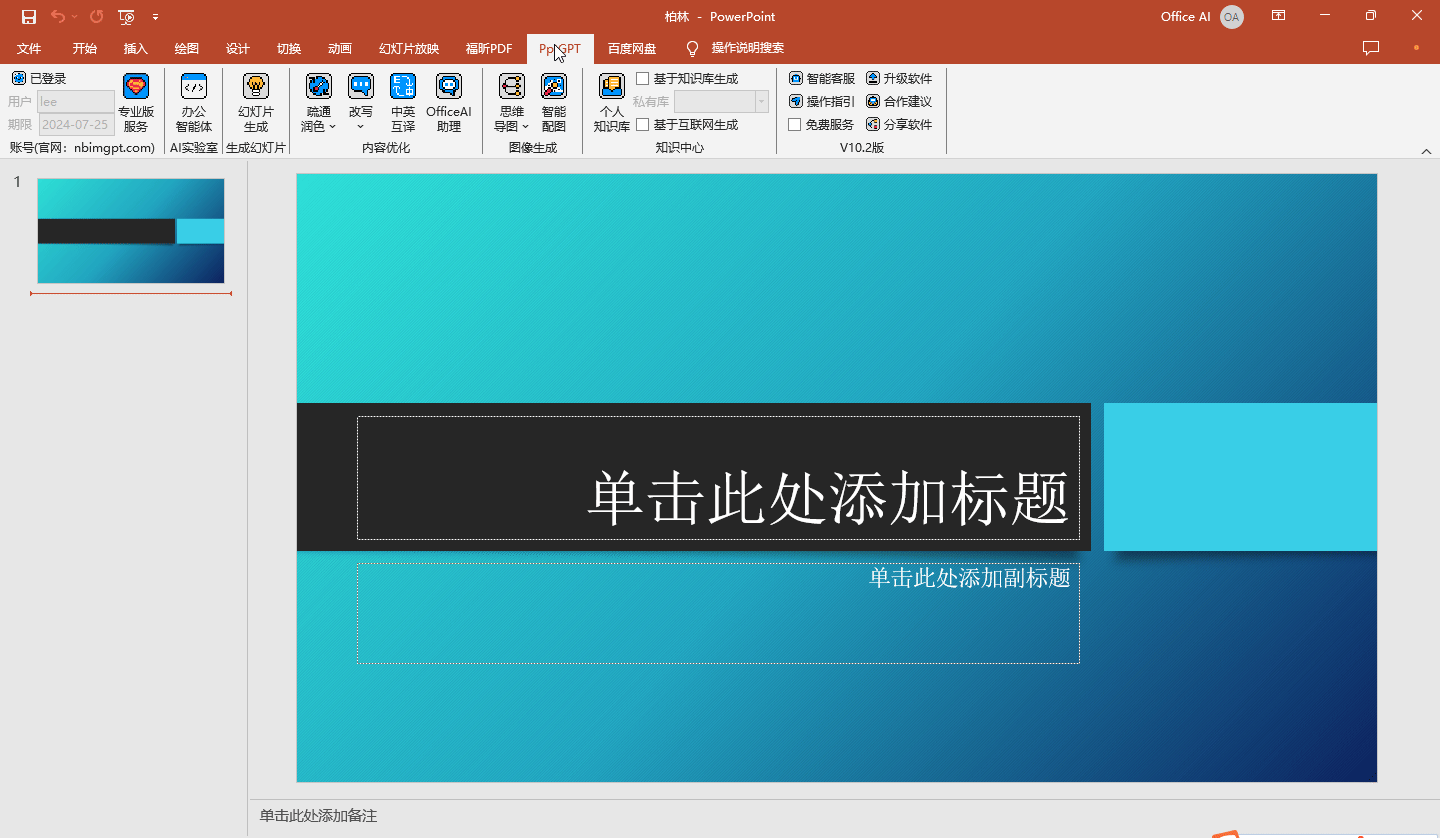 柏林 - PowerPoint
Office AI OA
文件 开始 插入 绘图 设计 切换 动画 幻灯片放映 福昕PDF PptGPT 百度网盘 操作说明搜索
已登录
用户 lee
期限 2024-07-25
专业版
服务
账号(官网：nbimgpt.com)
办公
智能体
AI实验室
幻灯片
生成
生成幻灯片
疏通
润色
改写
中英
互译
OfficeAI
助理
内容优化
思维
导图
智能
配图
图像生成
个人
知识库
基于知识库生成
私有库
基于互联网生成
知识中心
智能客服 升级软件
操作指引 合作建议
免费服务 分享软件
V10.2版
1
单击此处添加标题
单击此处添加副标题
单击此处添加备注